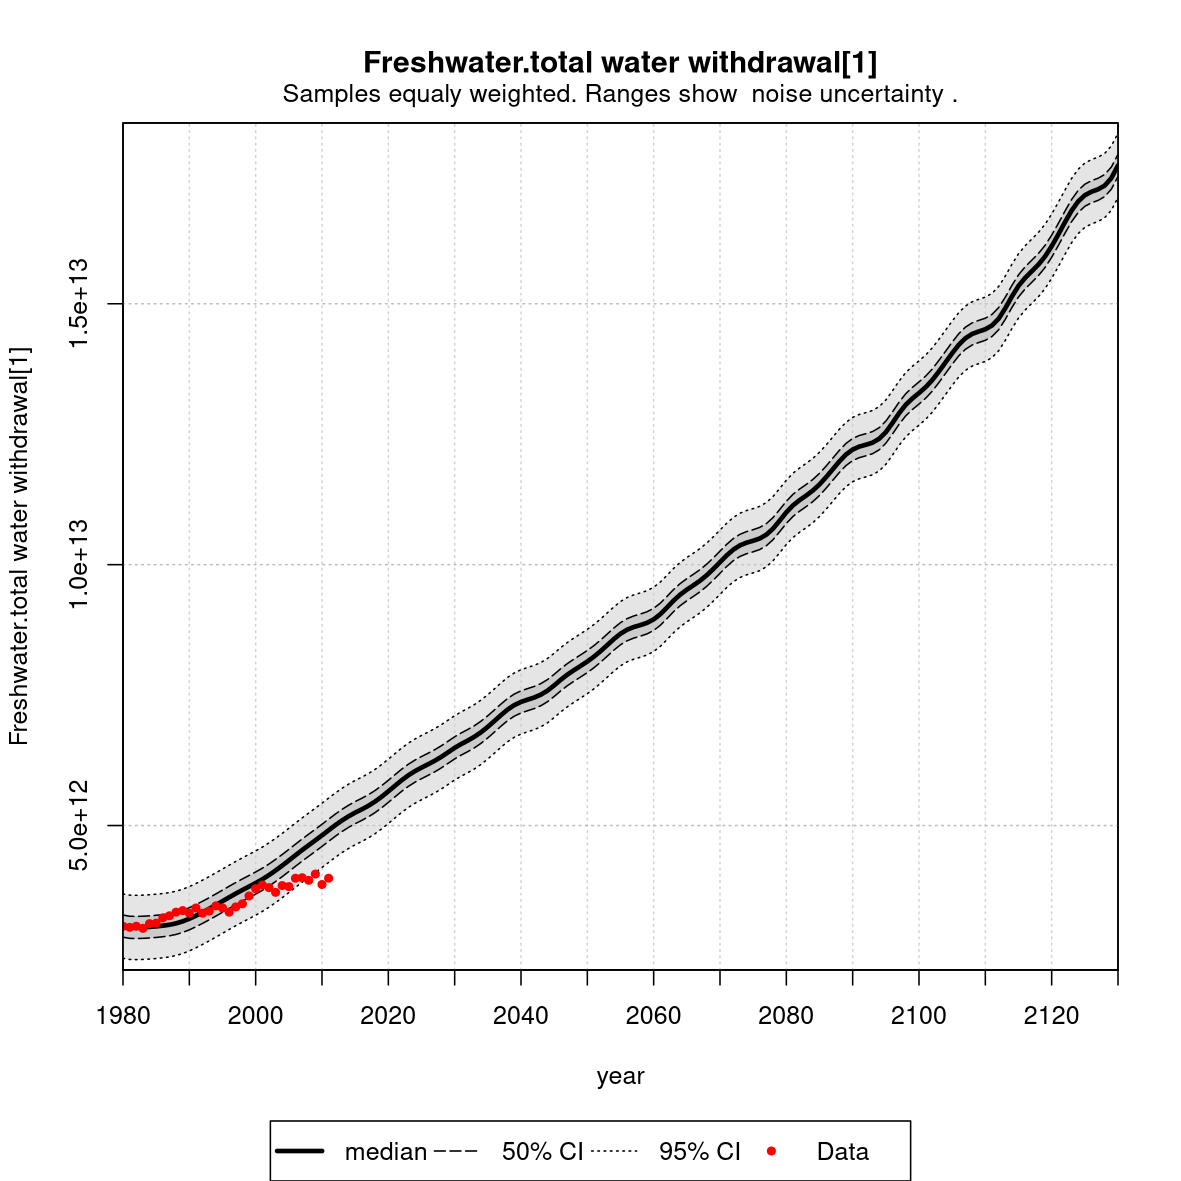 Freshwater.total water withdrawal[1]
Samples equaly weighted. Ranges show  noise uncertainty .
Freshwater.total water withdrawal[1]
1.5e+13
1.0e+13
5.0e+12
1980 2000 2020 2040 2060 2080 2100 2120
year
median 50% CI 95% CI Data